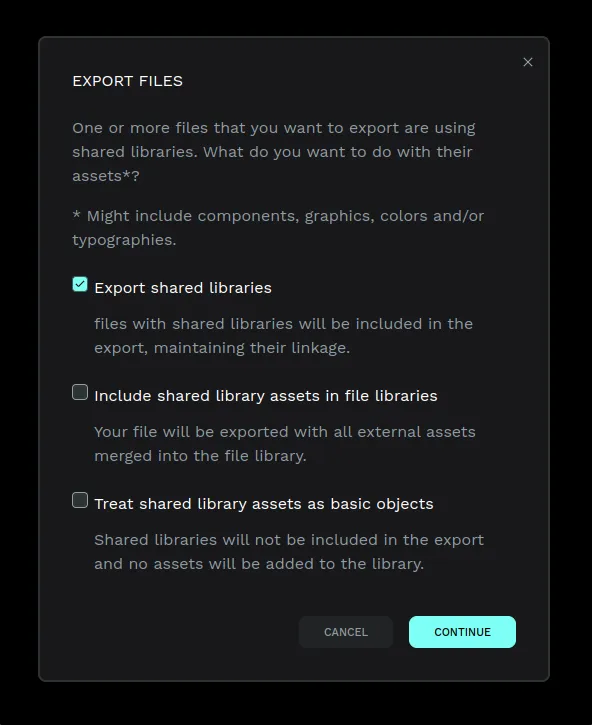 EXPORT FILES
One or more files that you want to export are using
shared libraries. What do you want to do with their
assets*?
* Might include components, graphics, colors and/or
typographies.
Export shared libraries
files with shared libraries will be included in the
export, maintaining their linkage.
Include shared library assets in file libraries
Your file will be exported with all external assets
merged into the file library.
Treat shared library assets as basic objects
Shared libraries will not be included in the export
and no assets will be added to the library.
CANCEL
CONTINUE